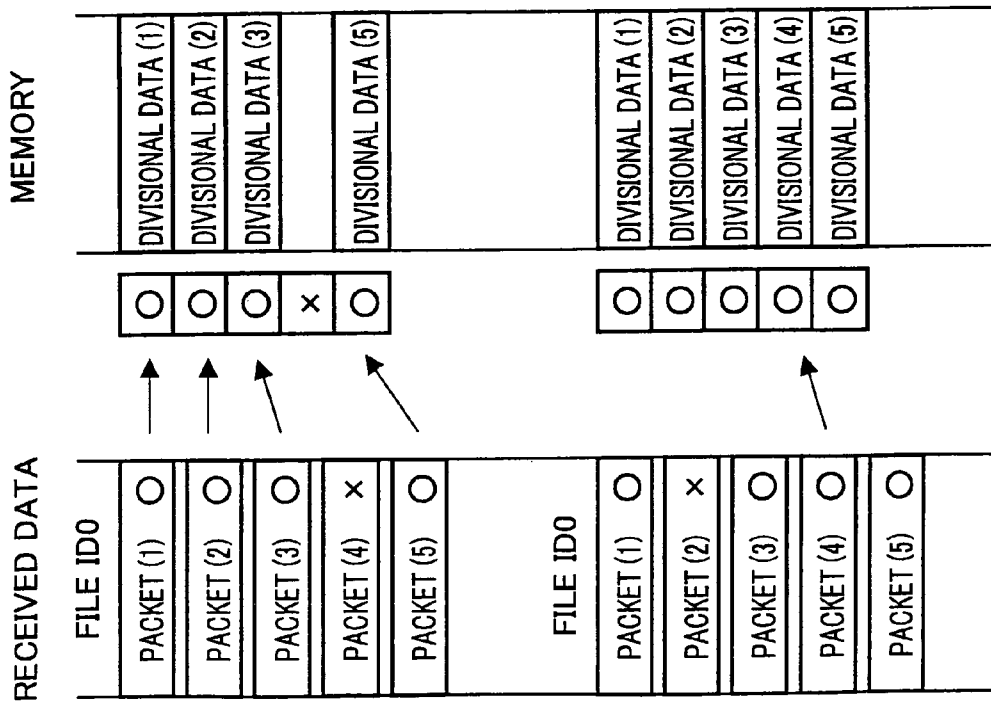 RECEIVED DATA
FILE ID0
PACKET (1) ○
PACKET (2) ○
PACKET (3) ○
PACKET (4) ×
PACKET (5) ○
FILE ID0
PACKET (1) ○
PACKET (2) ×
PACKET (3) ○
PACKET (4) ○
PACKET (5) ○
○
○
○
×
○
○
○
○
○
○
MEMORY
DIVISIONAL DATA (1)
DIVISIONAL DATA (2)
DIVISIONAL DATA (3)
DIVISIONAL DATA (5)
DIVISIONAL DATA (1)
DIVISIONAL DATA (2)
DIVISIONAL DATA (3)
DIVISIONAL DATA (4)
DIVISIONAL DATA (5)